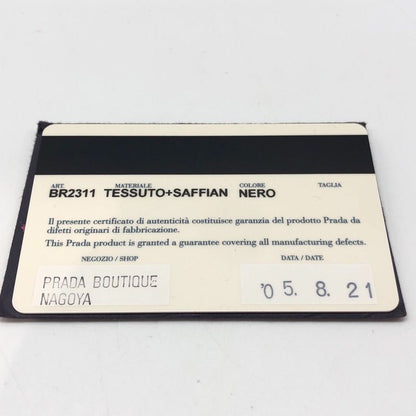 ART. MATERIALE COLORE TAGLIA
BR2311 TESSUTO+SAFFIAN NERO
Il presente certificato di autenticità costituisce garanzia del prodotto Prada da
difetti originari di fabbricazione.
This Prada product is granted a guarantee covering all manufacturing defects.
NEGOZIO / SHOP DATA / DATE
PRADA BOUTIQUE
NAGOYA
'05. 8. 21